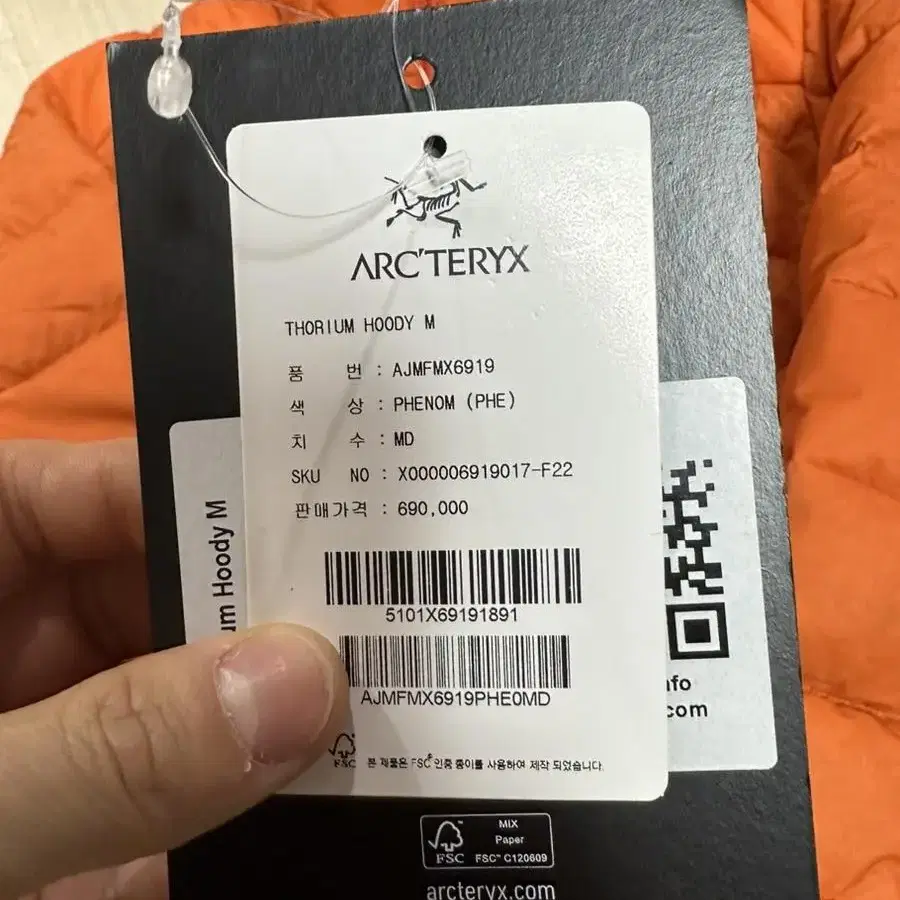 ARC'TERYX
THORIUM HOODY M
품 번 : AJMFMX6919
색 상 : PHENOM (PHE)
치 수 : MD
SKU NO : X000006919017-F22
판매가격 : 690,000
5101X69191891
AJMFMX6919PHE0MD
FSC 본 제품은 FSC 인증 종이를 사용하여 제작 되었습니다.
Hoody M
.com
FSC
MIX
Paper
FSC™ C120609
arcteryx.com